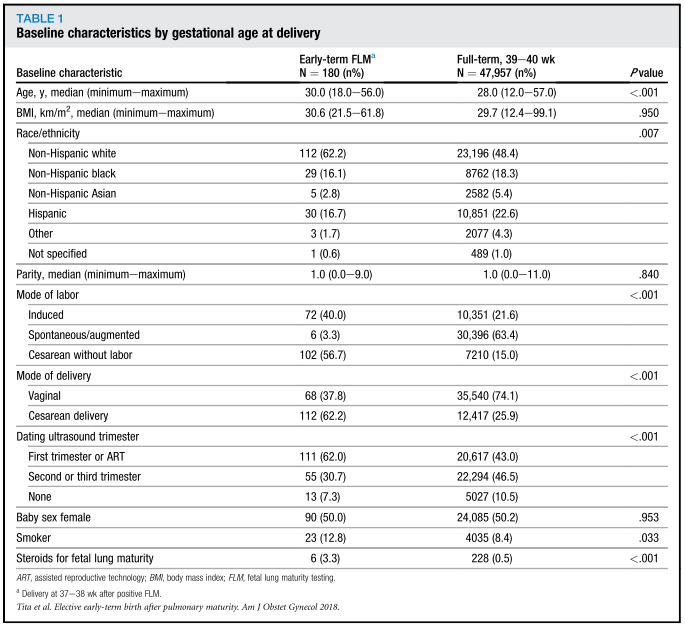 TABLE 1
Baseline characteristics by gestational age at delivery
Baseline characteristic Early-term FLMa N = 180 (n%) Full-term, 39–40 wk N = 47,957 (n%) P value
Age, y, median (minimum–maximum) 30.0 (18.0–56.0) 28.0 (12.0–57.0) <.001
BMI, km/m2, median (minimum–maximum) 30.6 (21.5–61.8) 29.7 (12.4–99.1) .950
Race/ethnicity .007
Non-Hispanic white 112 (62.2) 23,196 (48.4)
Non-Hispanic black 29 (16.1) 8762 (18.3)
Non-Hispanic Asian 5 (2.8) 2582 (5.4)
Hispanic 30 (16.7) 10,851 (22.6)
Other 3 (1.7) 2077 (4.3)
Not specified 1 (0.6) 489 (1.0)
Parity, median (minimum–maximum) 1.0 (0.0–9.0) 1.0 (0.0–11.0) .840
Mode of labor <.001
Induced 72 (40.0) 10,351 (21.6)
Spontaneous/augmented 6 (3.3) 30,396 (63.4)
Cesarean without labor 102 (56.7) 7210 (15.0)
Mode of delivery <.001
Vaginal 68 (37.8) 35,540 (74.1)
Cesarean delivery 112 (62.2) 12,417 (25.9)
Dating ultrasound trimester <.001
First trimester or ART 111 (62.0) 20,617 (43.0)
Second or third trimester 55 (30.7) 22,294 (46.5)
None 13 (7.3) 5027 (10.5)
Baby sex female 90 (50.0) 24,085 (50.2) .953
Smoker 23 (12.8) 4035 (8.4) .033
Steroids for fetal lung maturity 6 (3.3) 228 (0.5) <.001
ART, assisted reproductive technology; BMI, body mass index; FLM, fetal lung maturity testing.
a Delivery at 37–38 wk after positive FLM.
Tita et al. Elective early-term birth after pulmonary maturity. Am J Obstet Gynecol 2018.